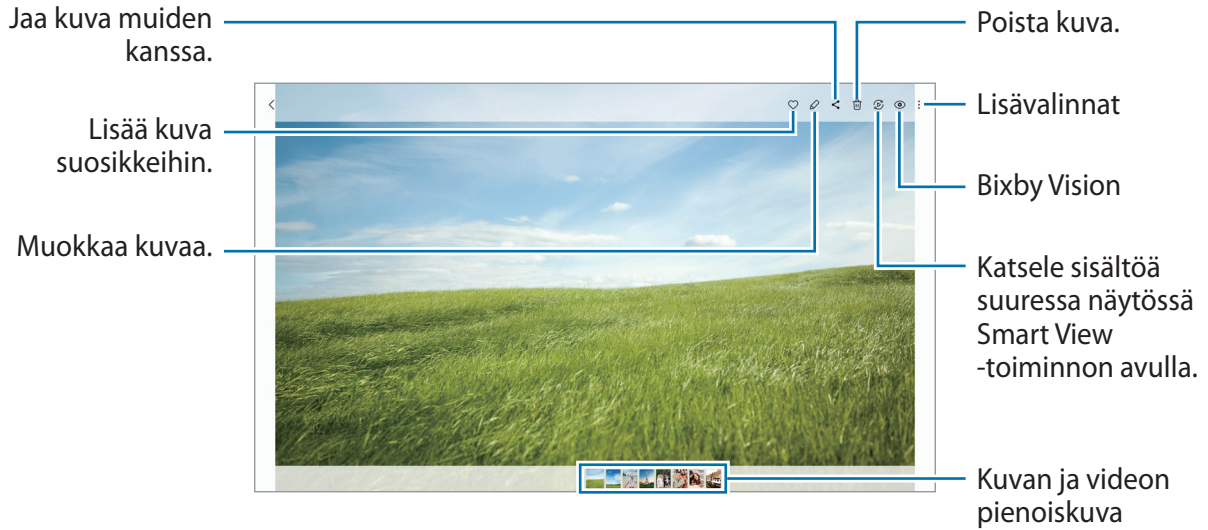 Jaa kuva muiden
kanssa.
Lisää kuva
suosikkeihin.
Muokkaa kuvaa.
Poista kuva.
Lisävalinnat
Bixby Vision
Katsele sisältöä
suuressa näytössä
Smart View
-toiminnon avulla.
Kuvan ja videon
pienoiskuva